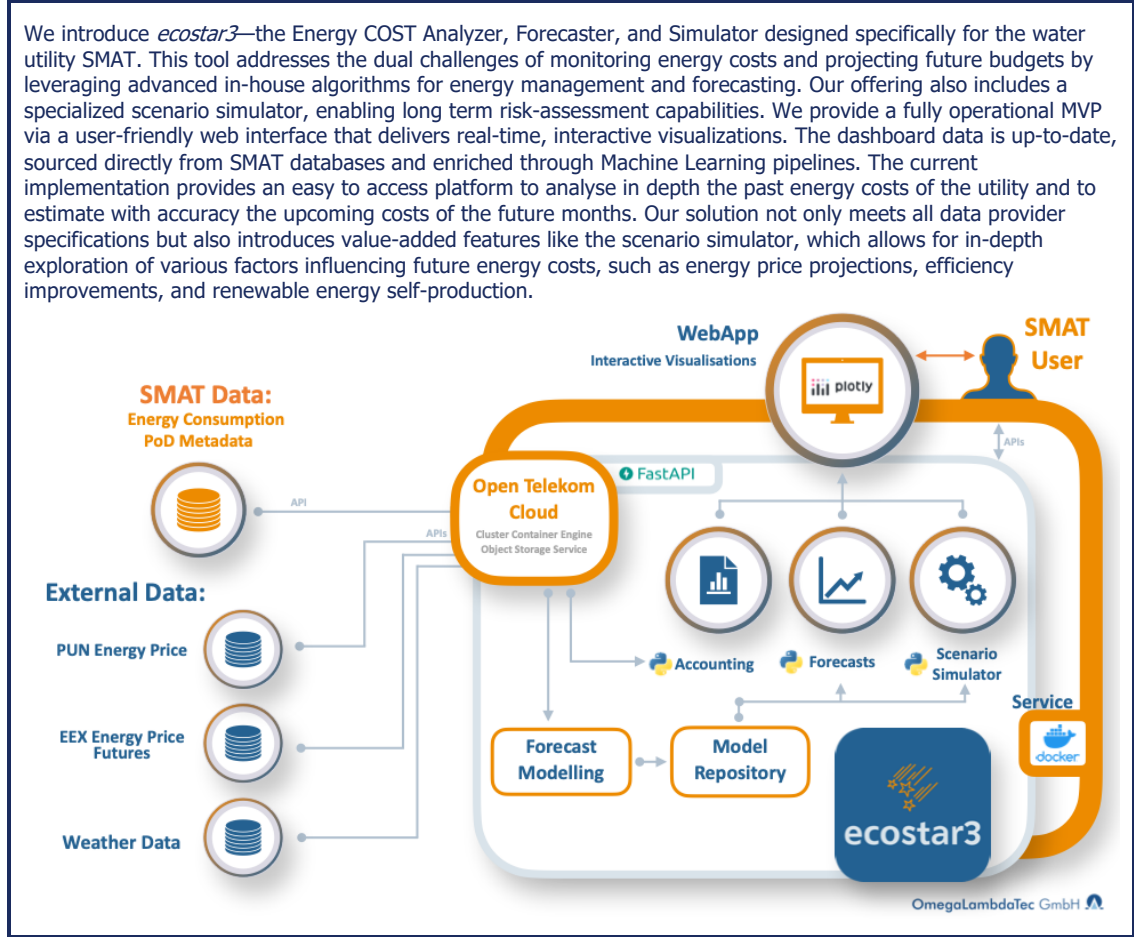 We introduce ecostar3—the Energy COST Analyzer, Forecaster, and Simulator designed specifically for the water
utility SMAT. This tool addresses the dual challenges of monitoring energy costs and projecting future budgets by
leveraging advanced in-house algorithms for energy management and forecasting. Our offering also includes a
specialized scenario simulator, enabling long term risk-assessment capabilities. We provide a fully operational MVP
via a user-friendly web interface that delivers real-time, interactive visualizations. The dashboard data is up-to-date,
sourced directly from SMAT databases and enriched through Machine Learning pipelines. The current
implementation provides an easy to access platform to analyse in depth the past energy costs of the utility and to
estimate with accuracy the upcoming costs of the future months. Our solution not only meets all data provider
specifications but also introduces value-added features like the scenario simulator, which allows for in-depth
exploration of various factors influencing future energy costs, such as energy price projections, efficiency
improvements, and renewable energy self-production.
WebApp
Interactive Visualisations
plotly
SMAT
User
SMAT Data:
Energy Consumption
PoD Metadata
API
APIs
APIs
FastAPI
Open Telekom
Cloud
Cluster Container Engine
Object Storage Service
External Data:
PUN Energy Price
EEX Energy Price
Futures
Weather Data
Accounting
Forecasts
Scenario
Simulator
Forecast
Modelling
Model
Repository
Service
docker
ecostar3
OmegaLambdaTec GmbH